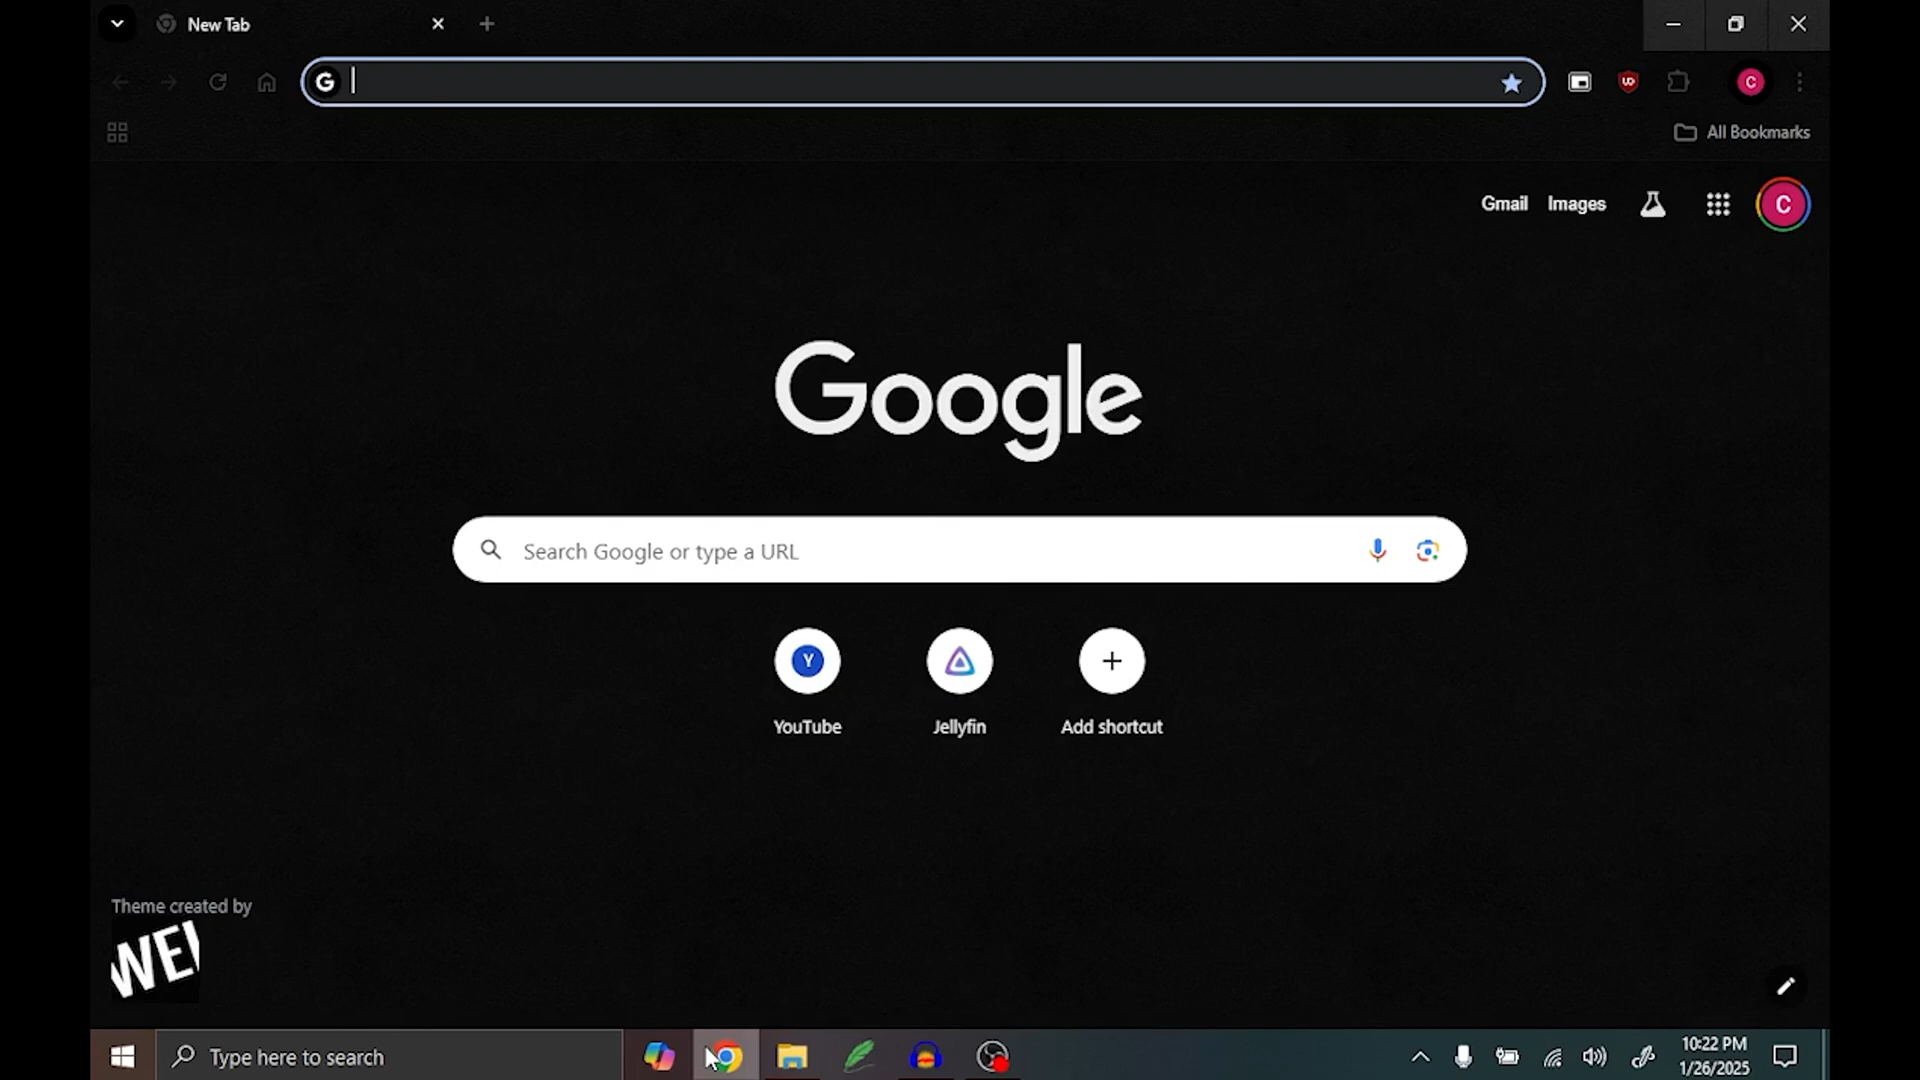 New Tab
G
C
All Bookmarks
Gmail Images
C
Google
Search Google or type a URL
Y
YouTube Jellyfin Add shortcut
Theme created by
WE
Type here to search
10:22 PM
1/26/2025